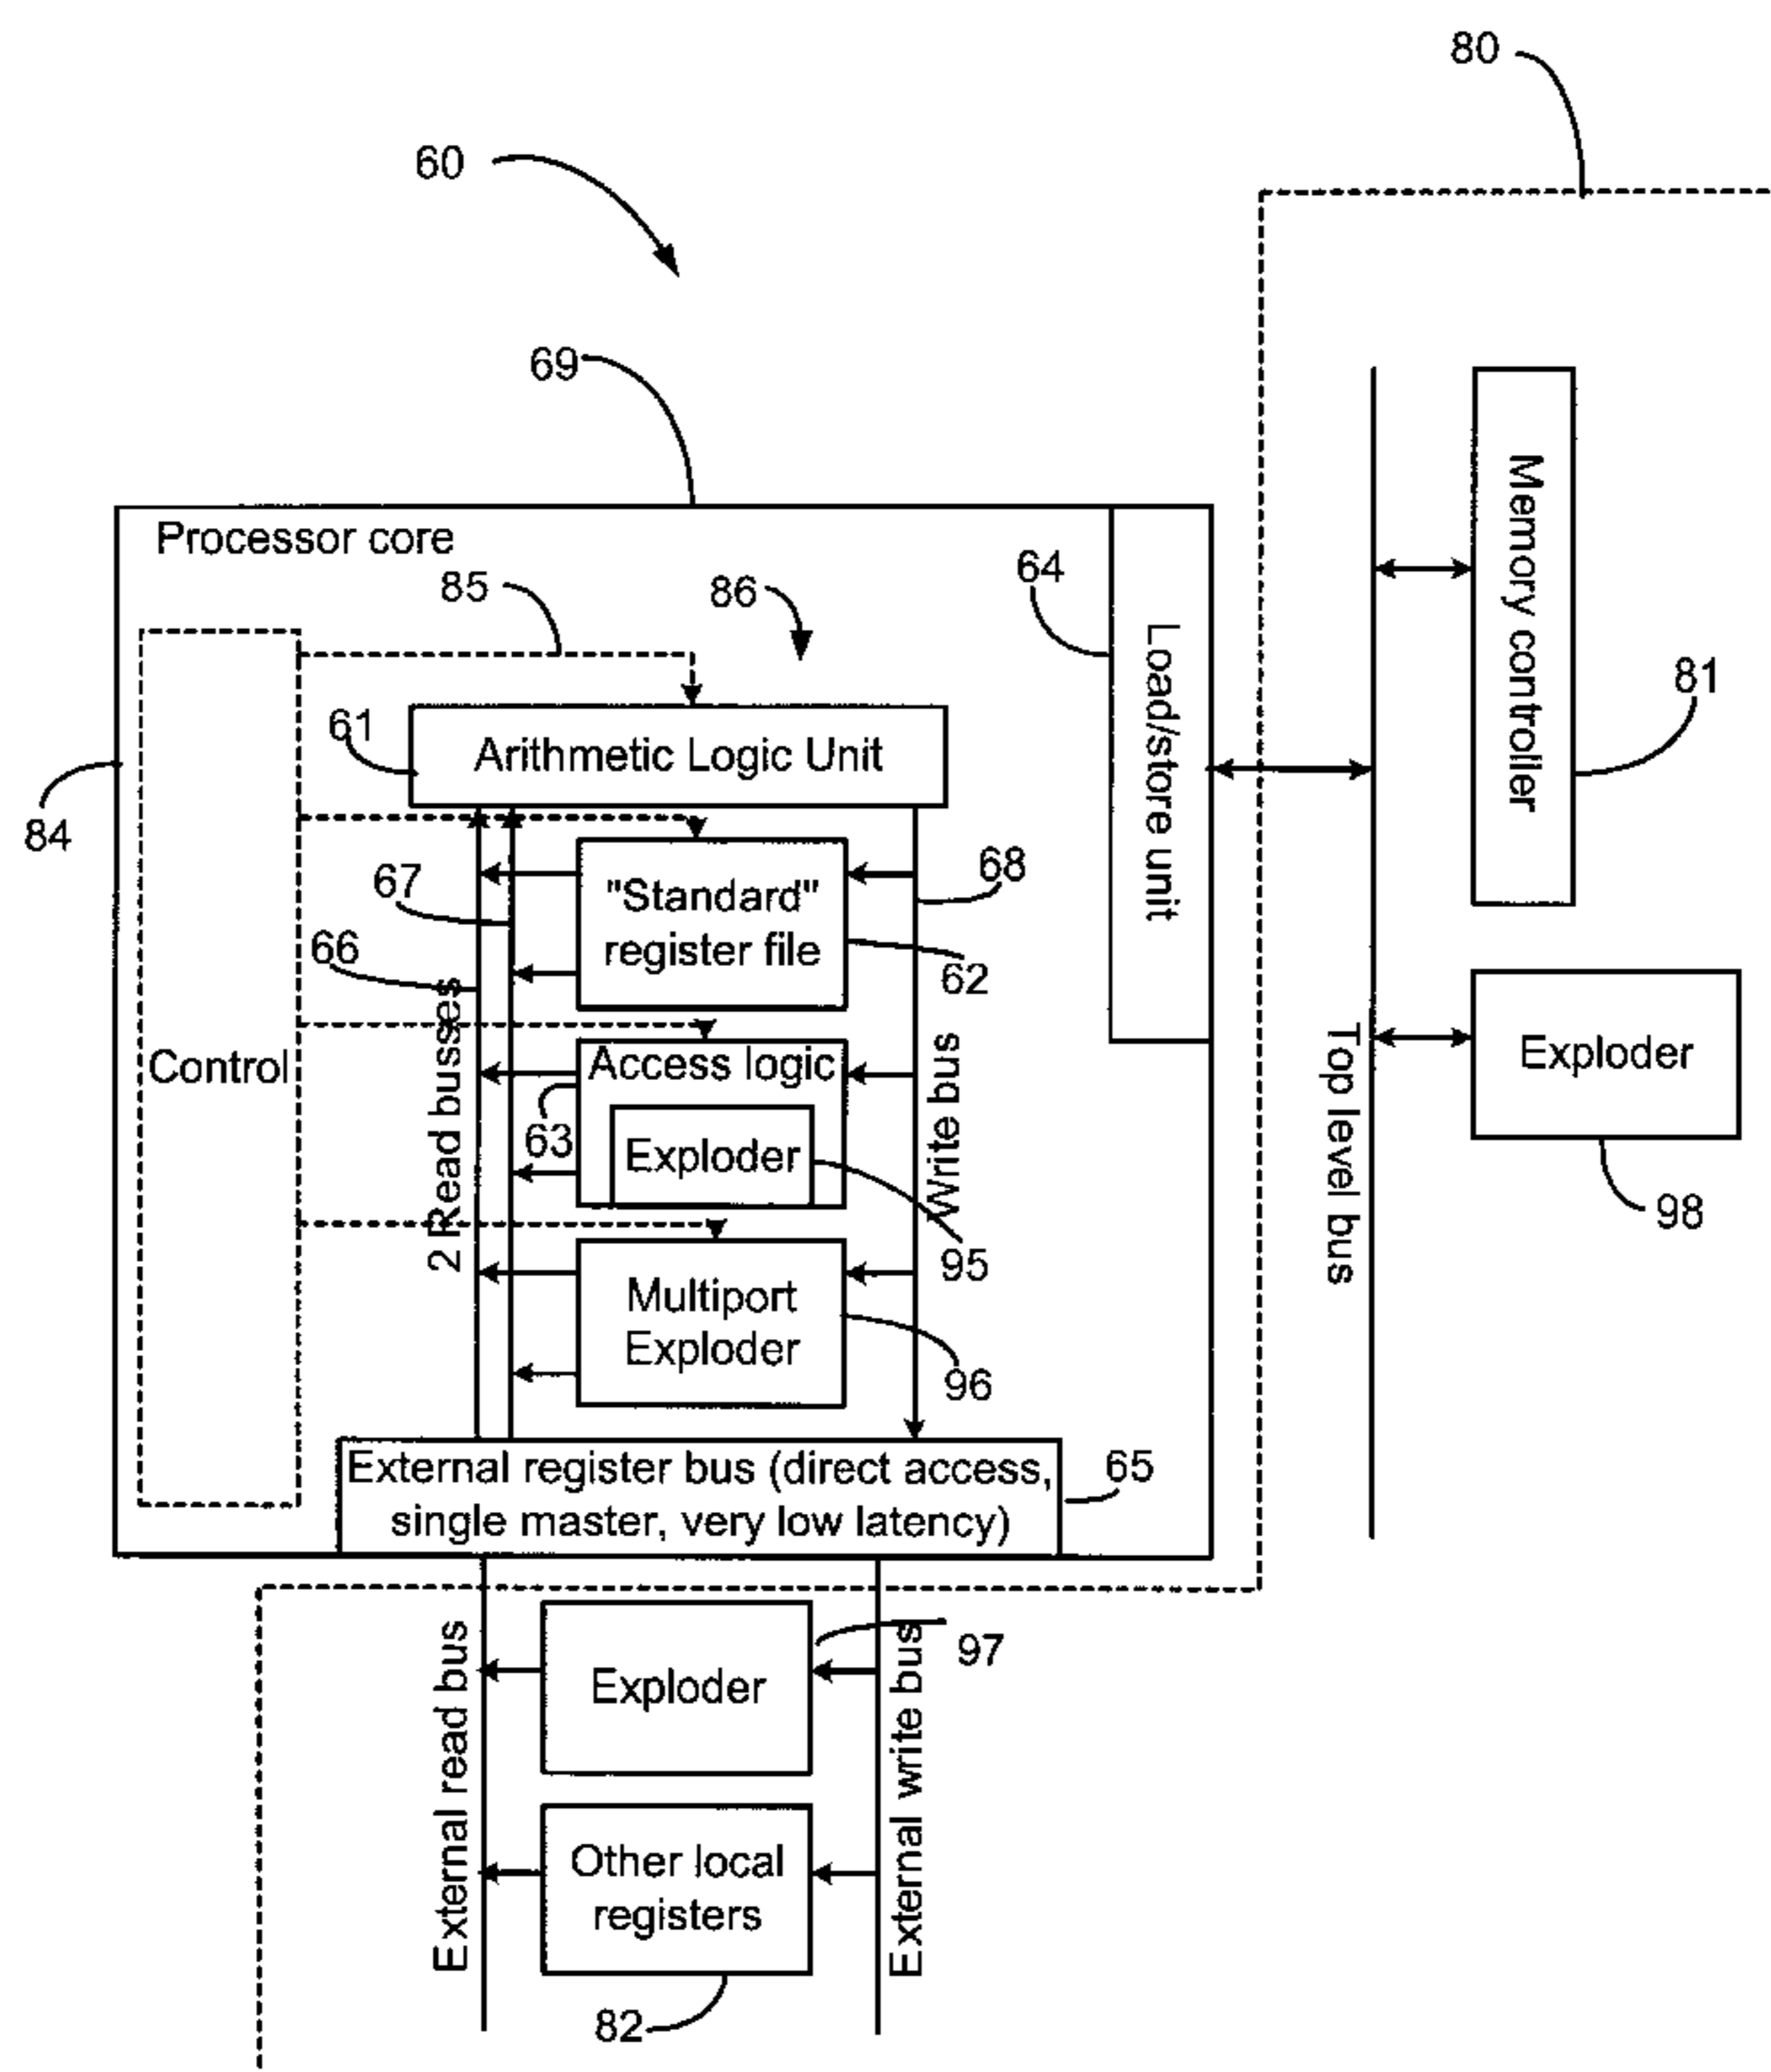 80
60
69
Processor core
85
86
64
Load/store unit
Memory controller
81
61
Arithmetic Logic Unit
84
67
"Standard"
register file
68
66
62
2 Read busses
Control
Access logic
63
Exploder
Write bus
95
Top level bus
Exploder
98
Multiport
Exploder
96
External register bus (direct access,
single master, very low latency)
65
External read bus
Exploder
97
External write bus
Other local
registers
82